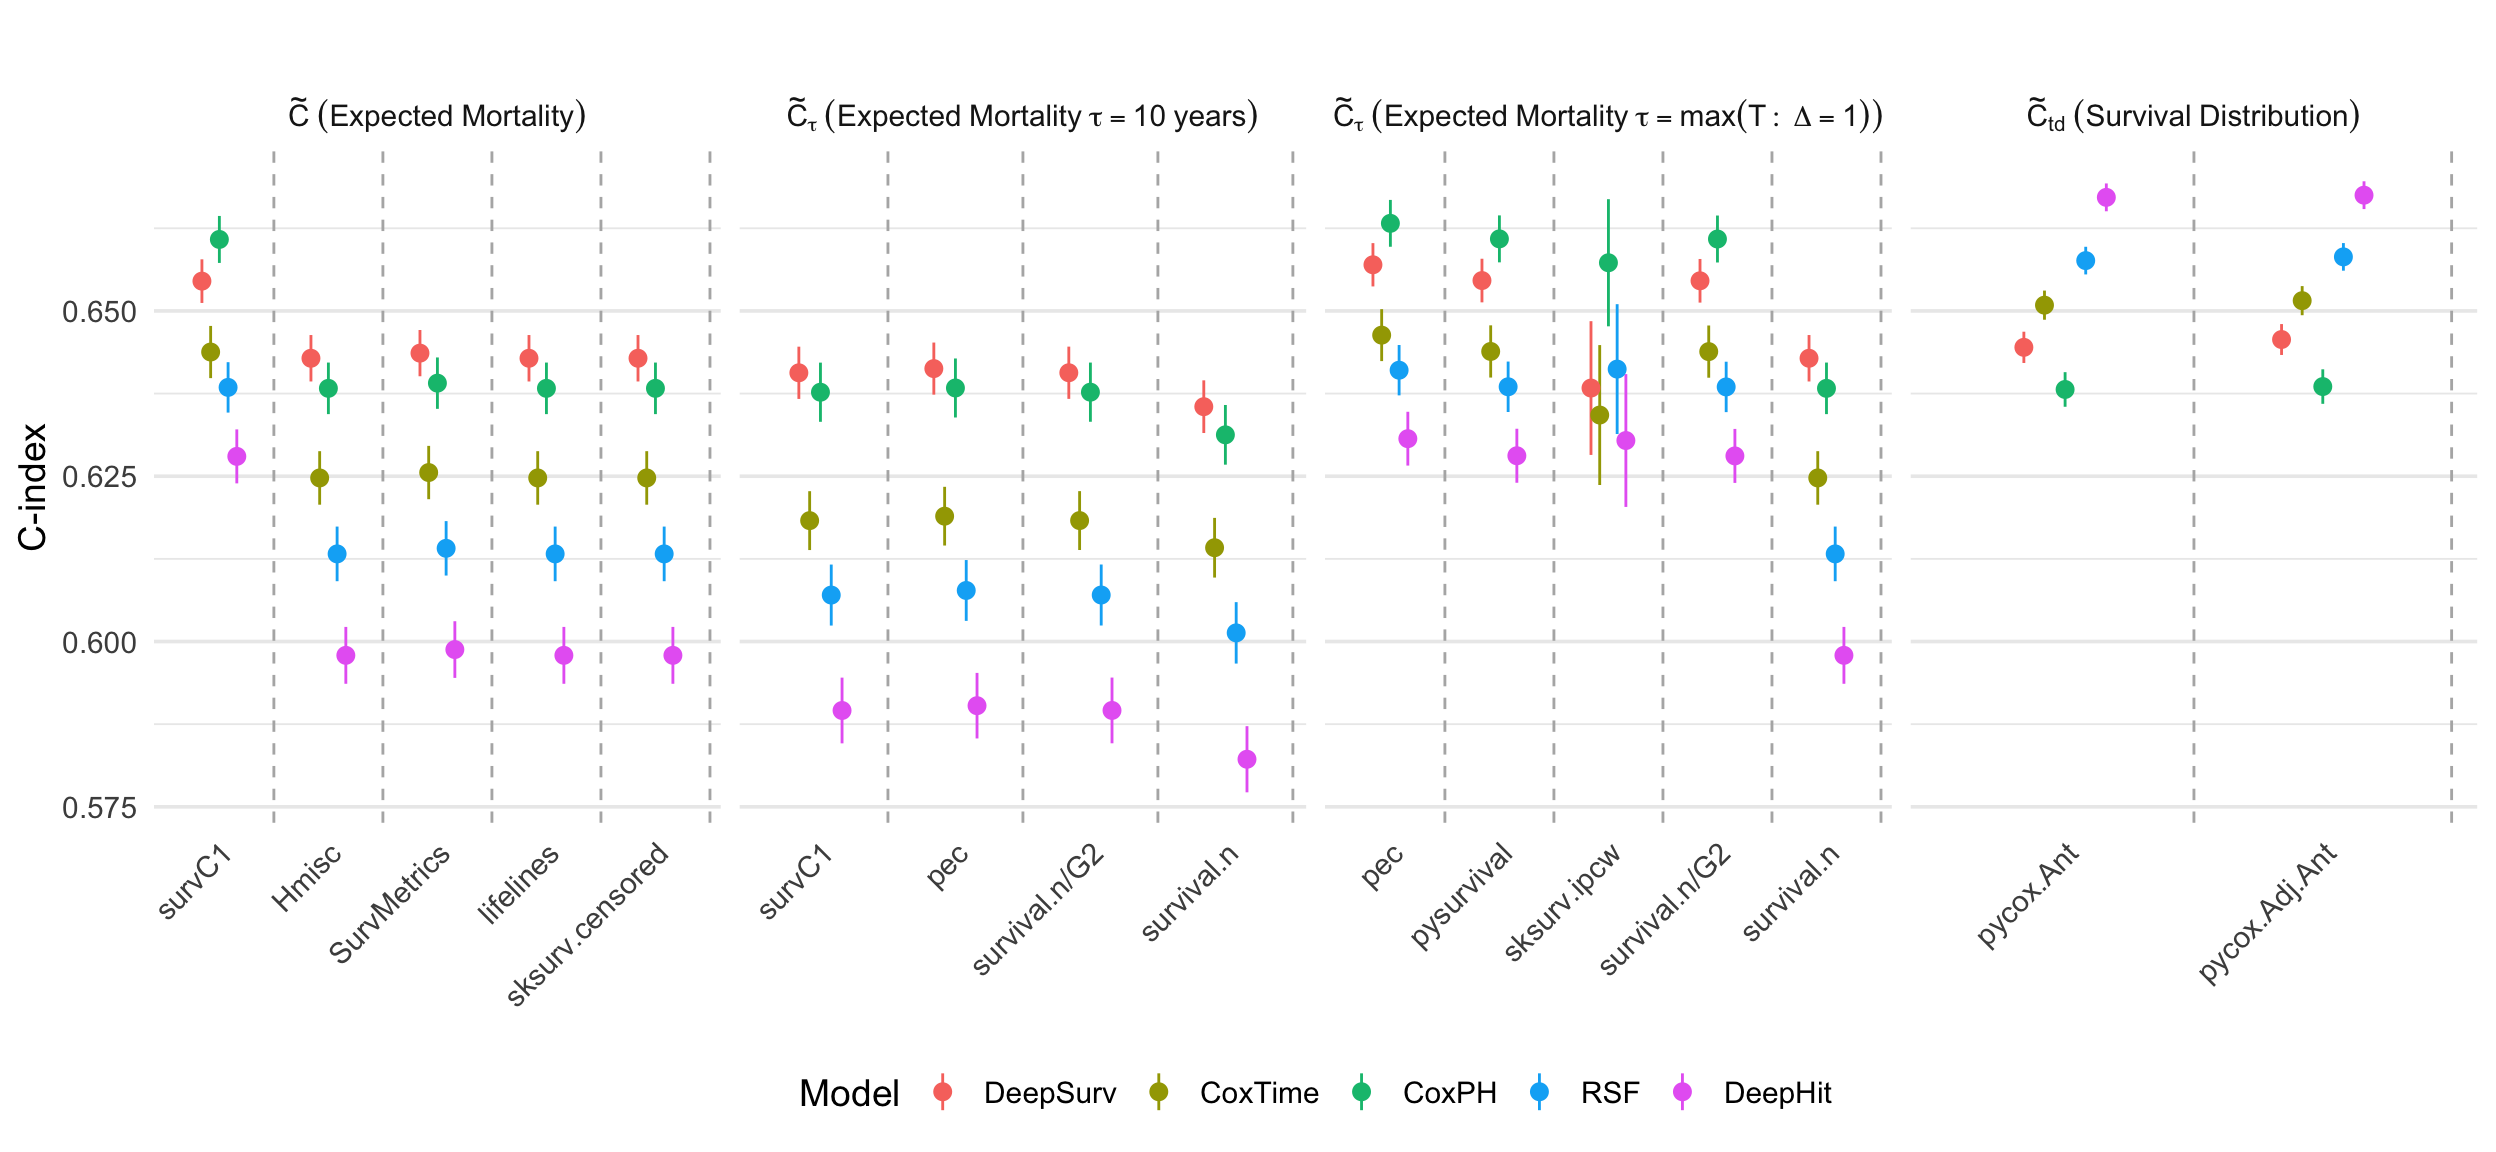 C̃ (Expected Mortality)
C̃τ (Expected Mortality τ = 10 years)
C̃τ (Expected Mortality τ = max(T : Δ = 1))
C̃td (Survival Distribution)
C-index
0.650
0.625
0.600
0.575
survC1
Hmisc
SurvMetrics
lifelines
sksurv.censored
survC1
pec
survival.n/G2
survival.n
pec
pysurvival
sksurv.ipcw
survival.n/G2
survival.n
pycox.Ant
pycox.Adj.Ant
Model DeepSurv CoxTime CoxPH RSF DeepHit